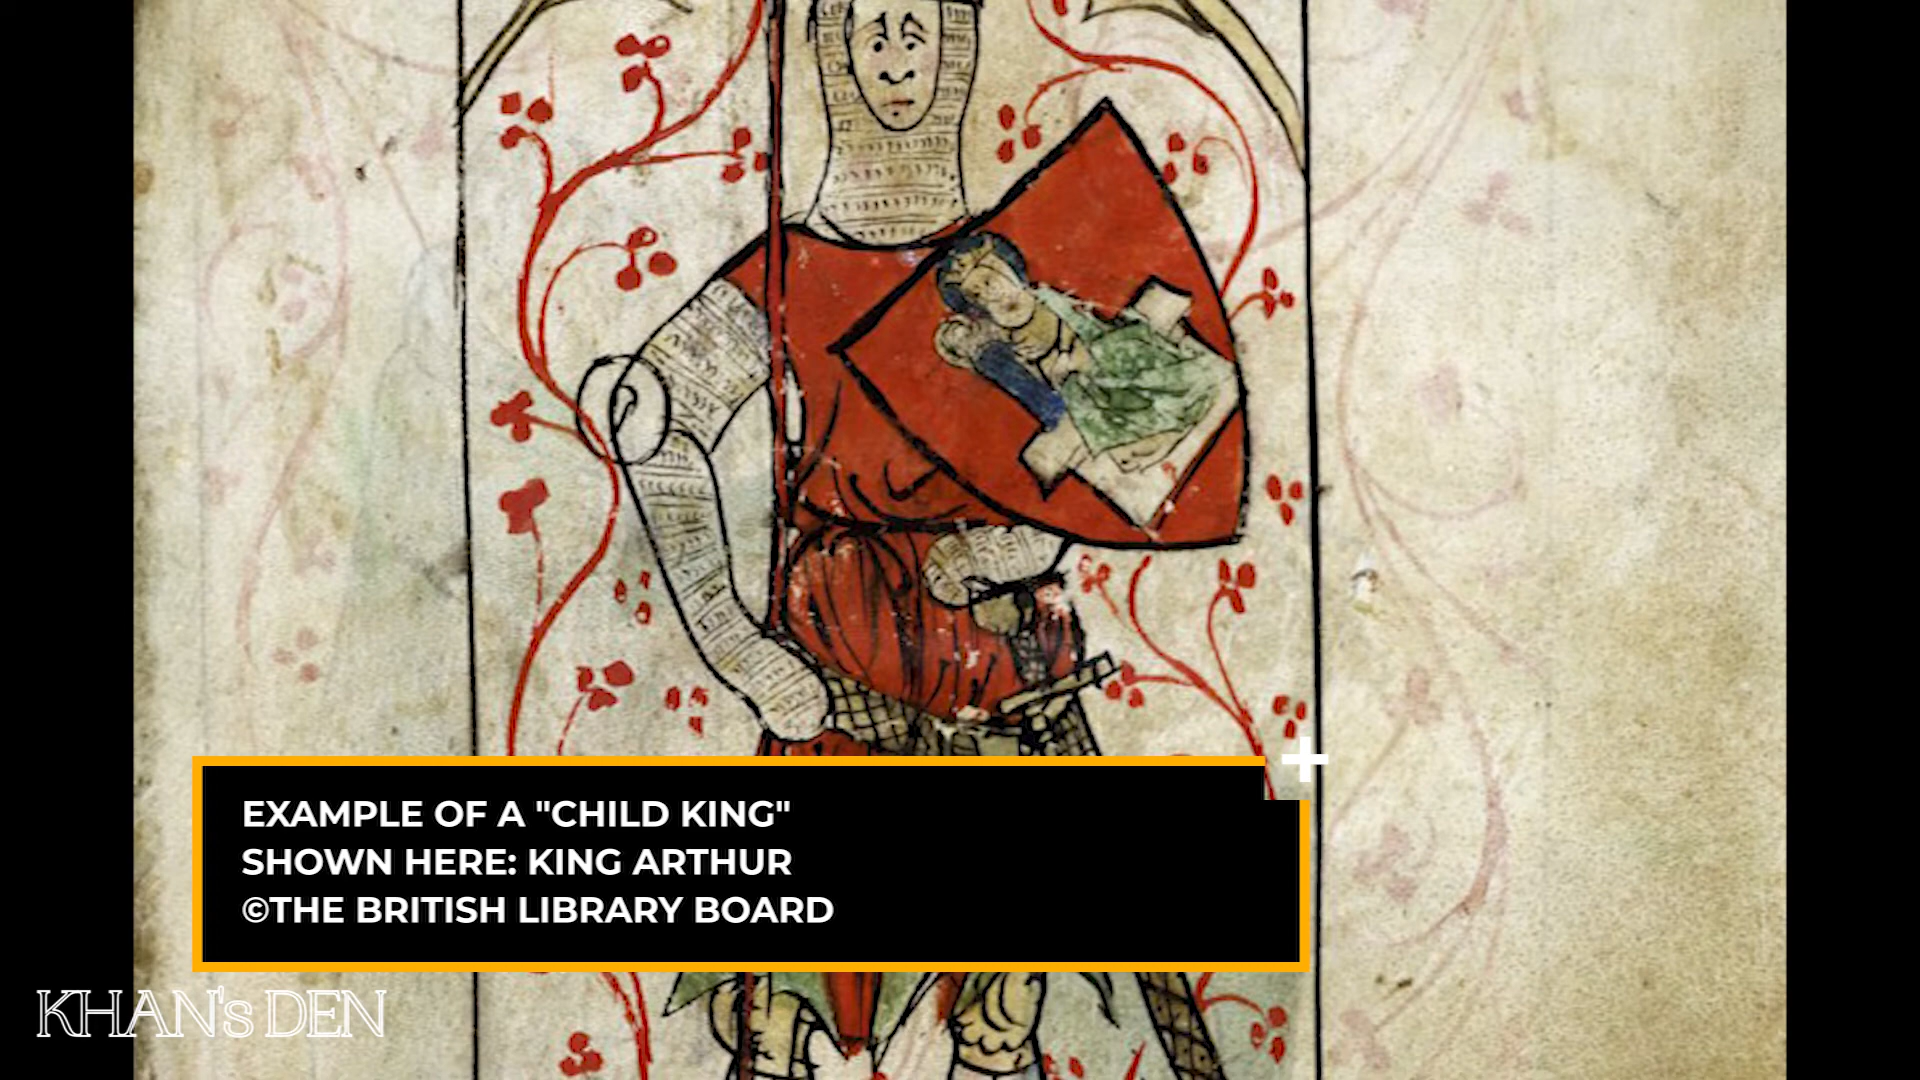 EXAMPLE OF A "CHILD KING"
SHOWN HERE: KING ARTHUR
©THE BRITISH LIBRARY BOARD
KHAN's DEN